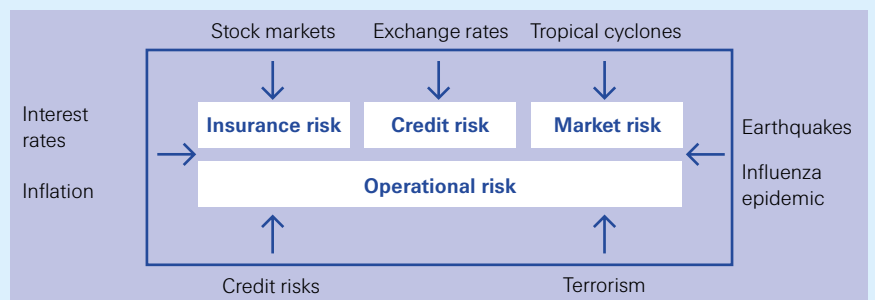 Stock markets Exchange rates Tropical cyclones
Interest
rates
Insurance risk Credit risk Market risk
Earthquakes
Inflation
Operational risk
Influenza
epidemic
Credit risks Terrorism